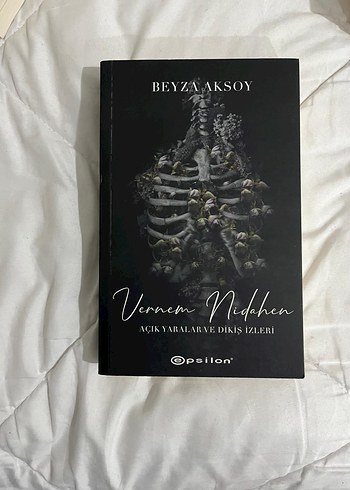 BEYZA AKSOY
Vernem Nidahen
AÇIK YARALAR VE DİKİŞ İZLERİ
epsilon®